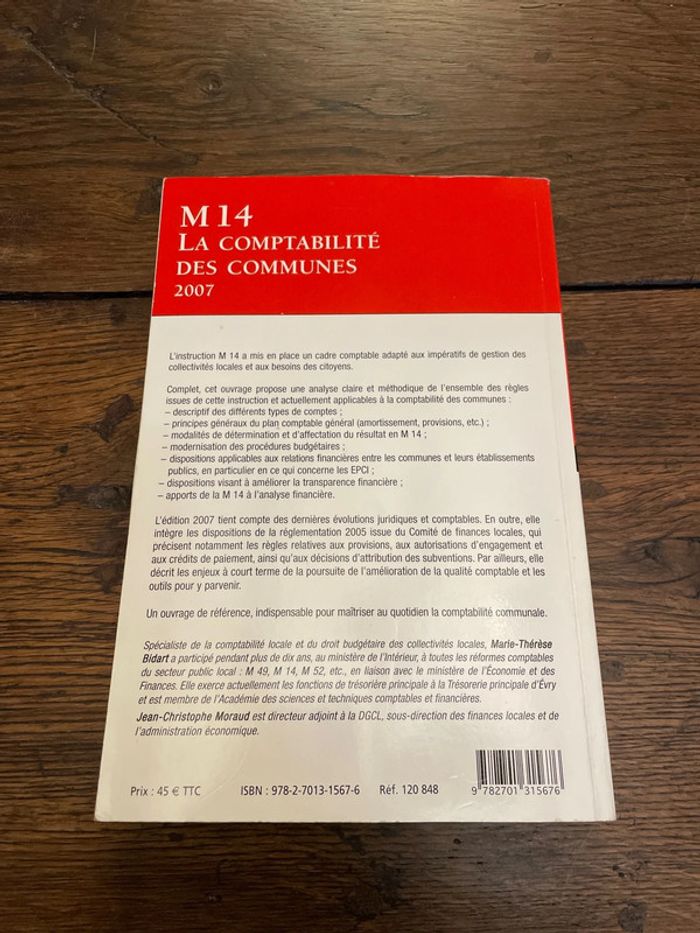 M 14
LA COMPTABILITÉ
DES COMMUNES
2007
L'instruction M 14 a mis en place un cadre comptable adapté aux impératifs de gestion des
collectivités locales et aux besoins des citoyens.
Complet, cet ouvrage propose une analyse claire et méthodique de l'ensemble des règles
issues de cette instruction et actuellement applicables à la comptabilité des communes :
– descriptif des différents types de comptes ;
– principes généraux du plan comptable général (amortissement, provisions, etc.) ;
– modalités de détermination et d'affectation du résultat en M 14 ;
– modernisation des procédures budgétaires ;
– dispositions applicables aux relations financières entre les communes et leurs établissements
publics, en particulier en ce qui concerne les EPCI ;
– dispositions visant à améliorer la transparence financière ;
– apports de la M 14 à l'analyse financière.
L'édition 2007 tient compte des dernières évolutions juridiques et comptables. En outre, elle
intègre les dispositions de la réglementation 2005 issue du Comité de finances locales, qui
précisent notamment les règles relatives aux provisions, aux autorisations d'engagement et
aux crédits de paiement, ainsi qu'aux décisions d'attribution des subventions. Par ailleurs, elle
décrit les enjeux à court terme de la poursuite de l'amélioration de la qualité comptable et les
outils pour y parvenir.
Un ouvrage de référence, indispensable pour maîtriser au quotidien la comptabilité communale.
Spécialiste de la comptabilité locale et du droit budgétaire des collectivités locales, Marie-Thérèse
Bidart a participé pendant plus de dix ans, au ministère de l'Intérieur, à toutes les réformes comptables
du secteur public local : M 49, M 14, M 52, etc., en liaison avec le ministère de l'Économie et des
Finances. Elle exerce actuellement les fonctions de trésorière principale à la Trésorerie principale d'Évry
et est membre de l'Académie des sciences et techniques comptables et financières.
Jean-Christophe Moraud est directeur adjoint à la DGCL, sous-direction des finances locales et de
l'administration économique.
Prix : 45 € TTC ISBN : 978-2-7013-1567-6 Réf. 120 848
9 782701 315676